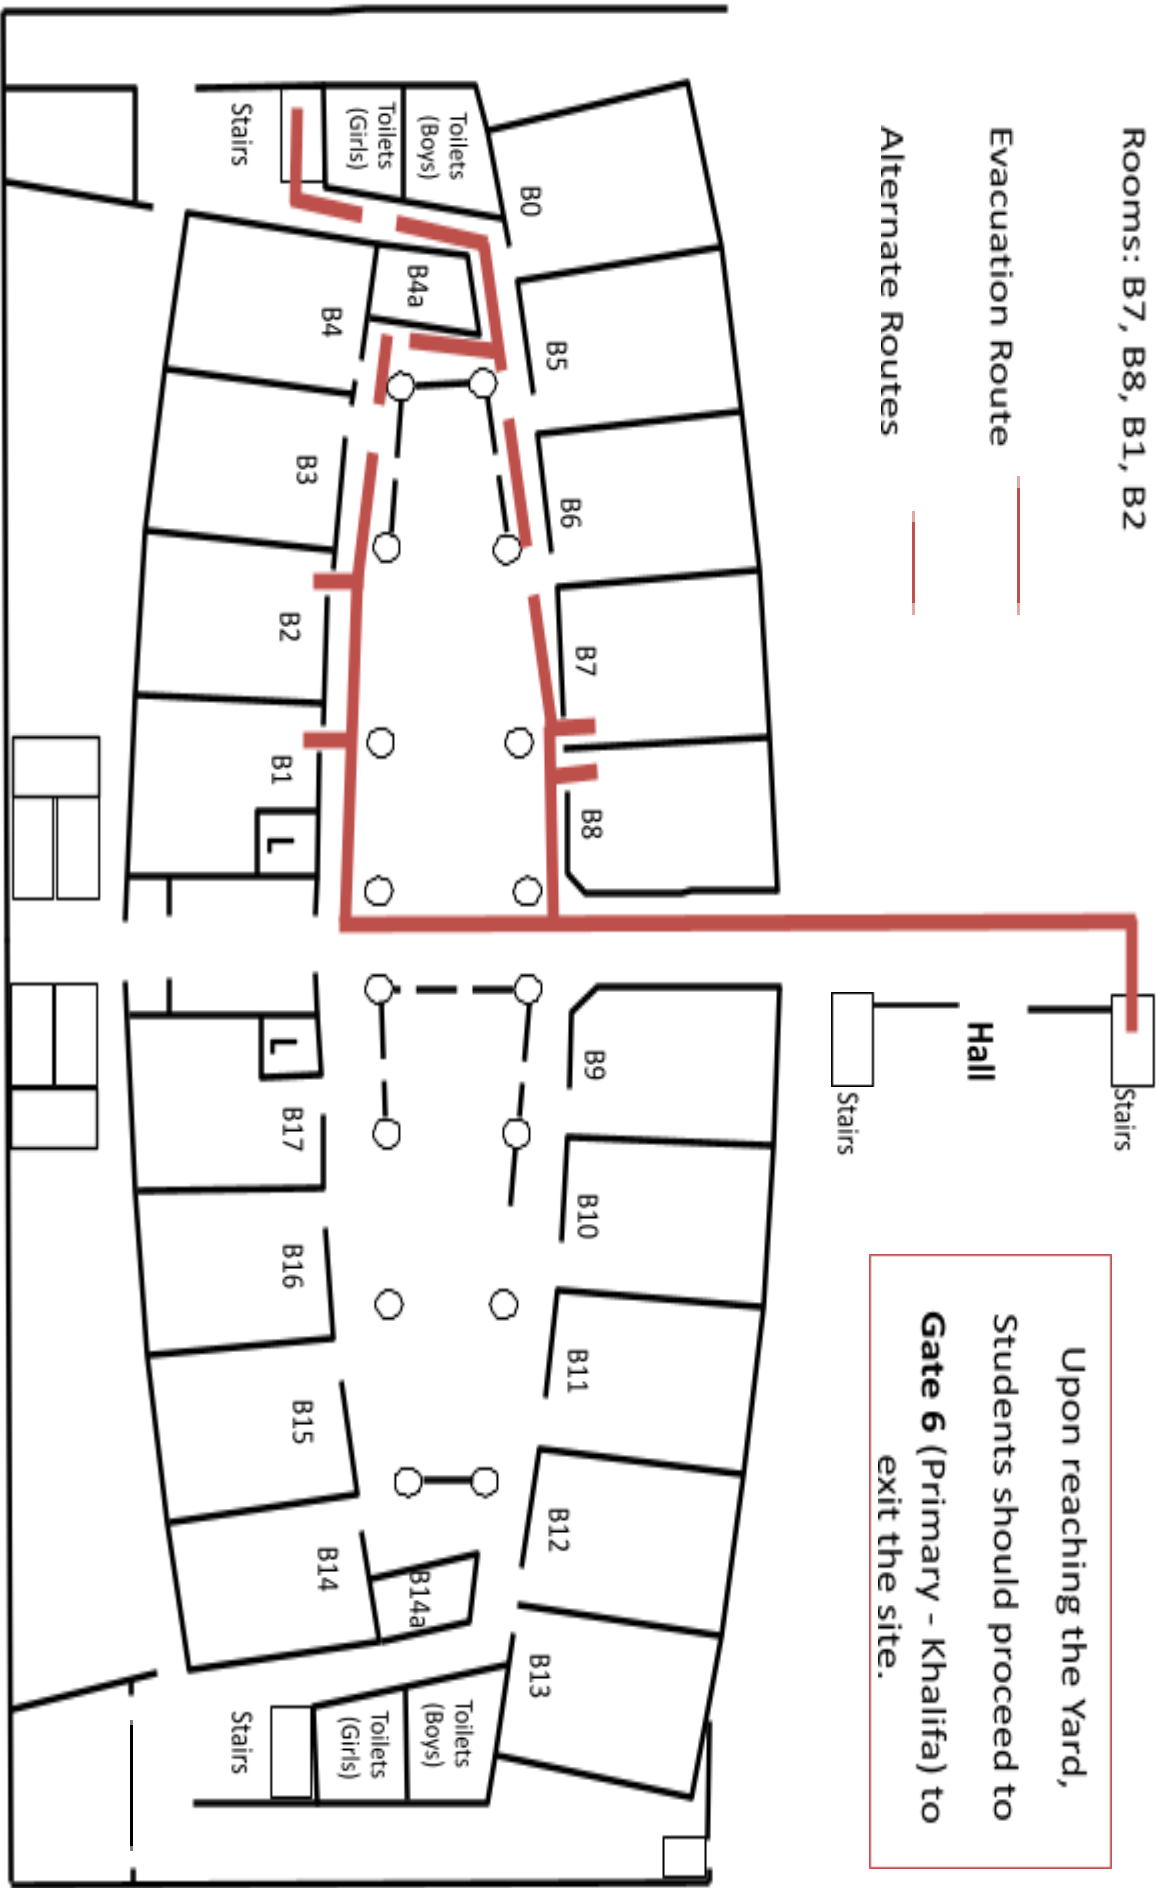 Rooms: B7, B8, B1, B2
Evacuation Route
Alternate Routes
Upon reaching the Yard,
Students should proceed to
Gate 6 (Primary - Khalifa) to
exit the site.
Stairs
Hall
Stairs
B0
B5
B6
B7
B8
B9
B10
B11
B12
B13
Toilets
(Boys)
Toilets
(Girls)
Stairs
B4a
B4
B3
B2
B1
L
L
B17
B16
B15
B14
B14a
Toilets
(Boys)
Toilets
(Girls)
Stairs